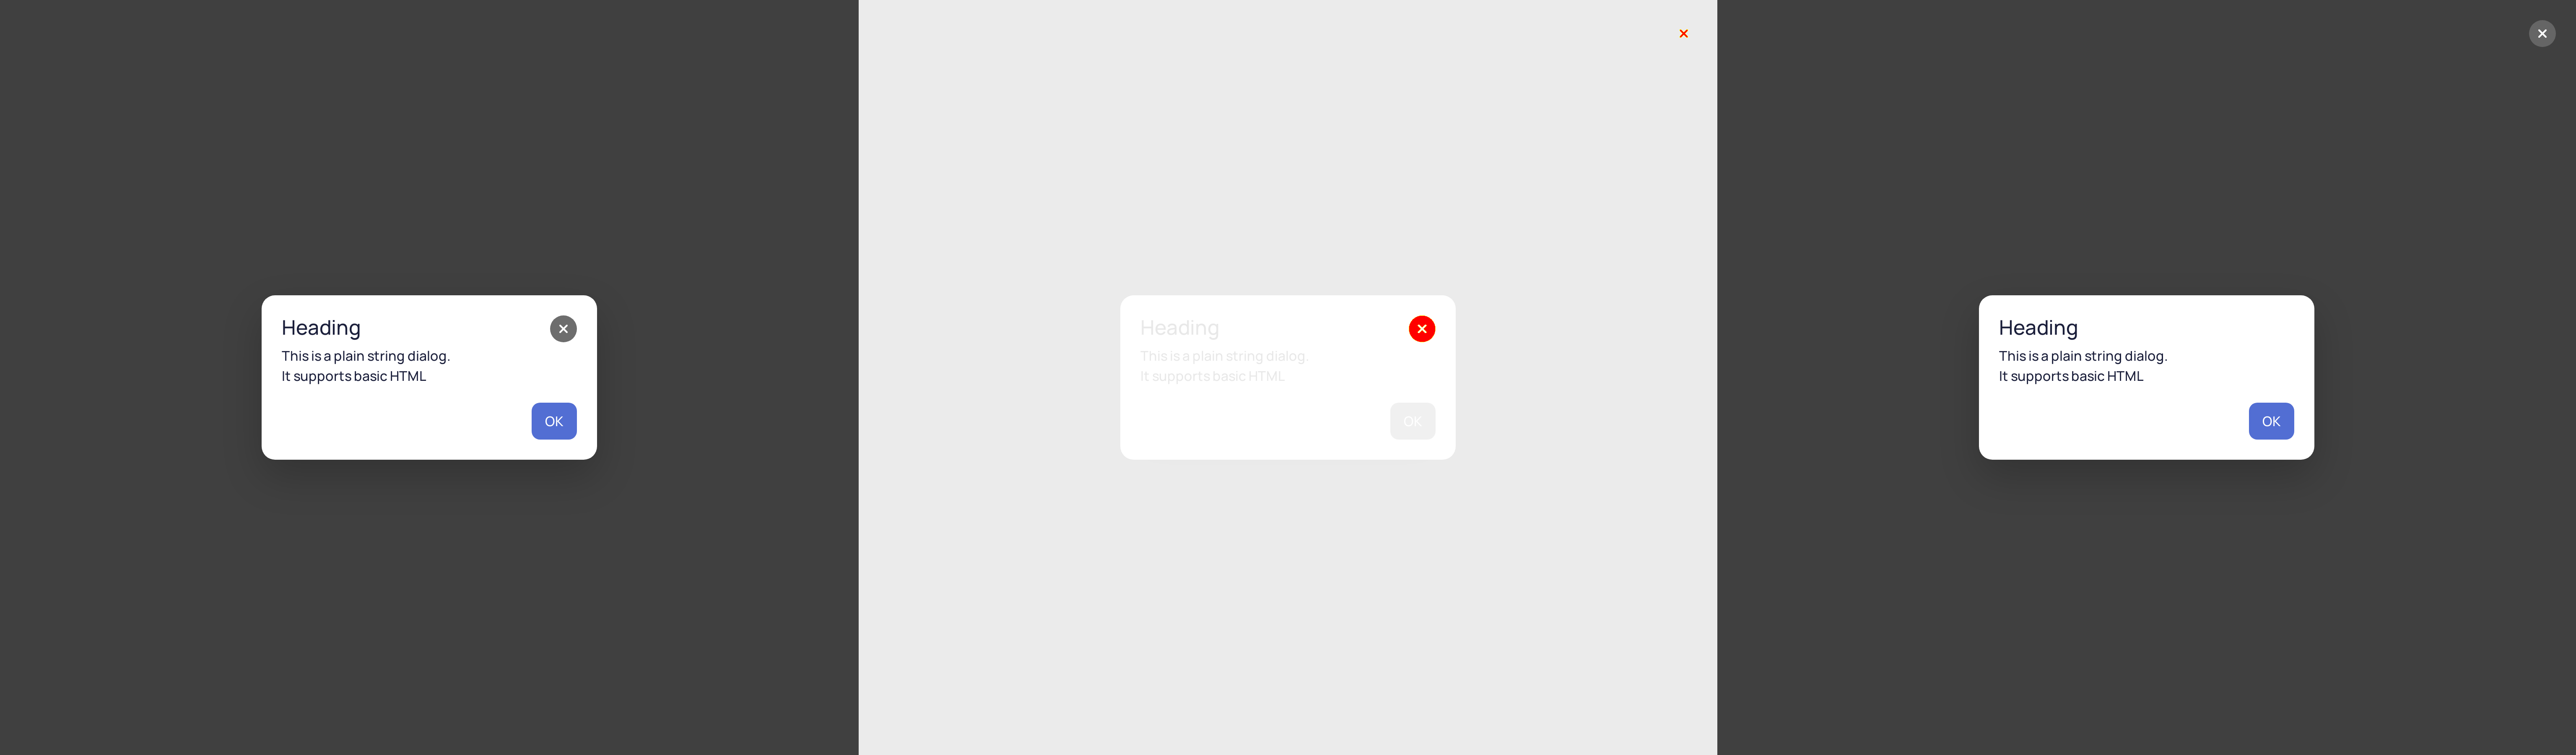 Heading
This is a plain string dialog.
It supports basic HTML
OK
Heading
This is a plain string dialog.
It supports basic HTML
OK
Heading
This is a plain string dialog.
It supports basic HTML
OK